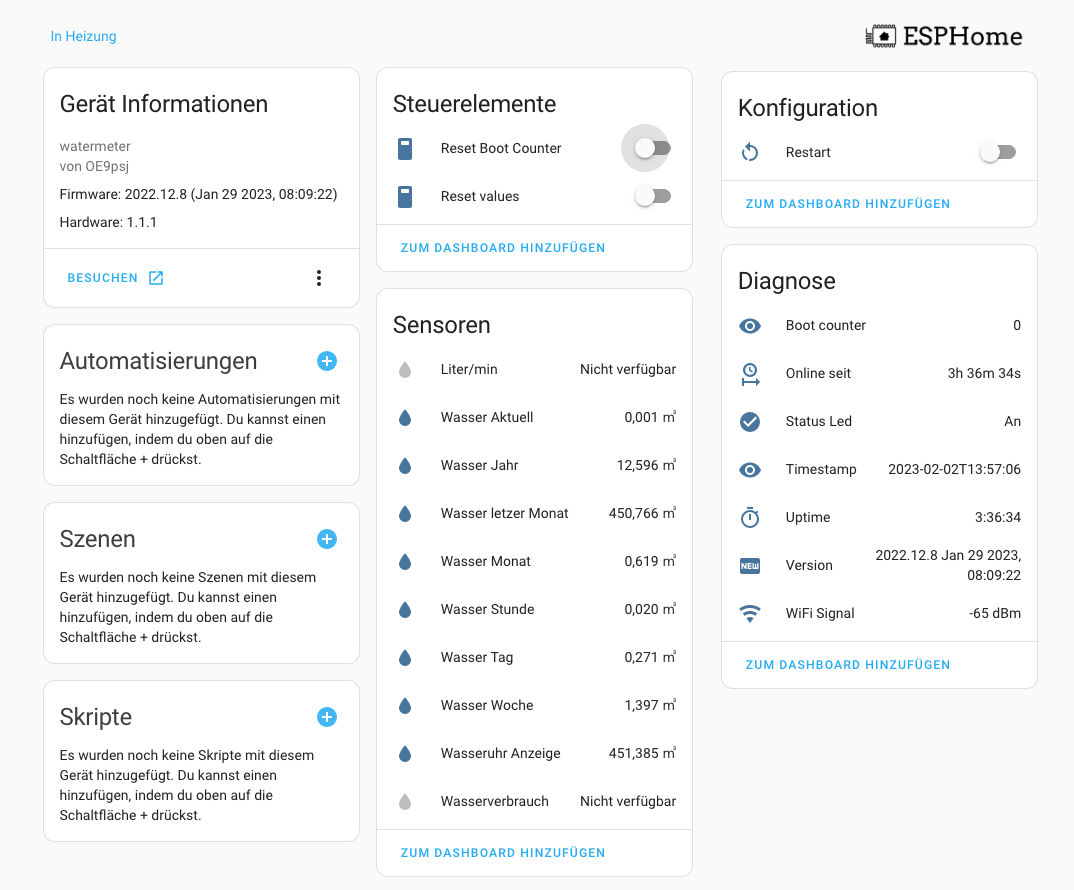 In Heizung
ESPHome
Gerät Informationen
watermeter
von OE9psj
Firmware: 2022.12.8 (Jan 29 2023, 08:09:22)
Hardware: 1.1.1
BESUCHEN
Automatisierungen
Es wurden noch keine Automatisierungen mit
diesem Gerät hinzugefügt. Du kannst einen
hinzufügen, indem du oben auf die
Schaltfläche + drückst.
Szenen
Es wurden noch keine Szenen mit diesem
Gerät hinzugefügt. Du kannst einen
hinzufügen, indem du oben auf die
Schaltfläche + drückst.
Skripte
Es wurden noch keine Skripte mit diesem
Gerät hinzugefügt. Du kannst einen
hinzufügen, indem du oben auf die
Schaltfläche + drückst.
Steuerelemente
Reset Boot Counter
Reset values
ZUM DASHBOARD HINZUFÜGEN
Sensoren
Liter/min Nicht verfügbar
Wasser Aktuell 0,001 m³
Wasser Jahr 12,596 m³
Wasser letzer Monat 450,766 m³
Wasser Monat 0,619 m³
Wasser Stunde 0,020 m³
Wasser Tag 0,271 m³
Wasser Woche 1,397 m³
Wasseruhr Anzeige 451,385 m³
Wasserverbrauch Nicht verfügbar
ZUM DASHBOARD HINZUFÜGEN
Konfiguration
Restart
ZUM DASHBOARD HINZUFÜGEN
Diagnose
Boot counter 0
Online seit 3h 36m 34s
Status Led An
Timestamp 2023-02-02T13:57:06
Uptime 3:36:34
NEW Version 2022.12.8 Jan 29 2023,
08:09:22
WiFi Signal -65 dBm
ZUM DASHBOARD HINZUFÜGEN